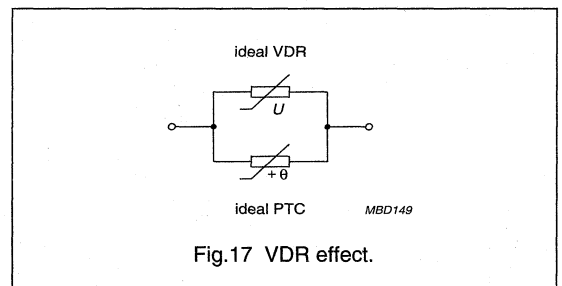 ideal VDR
U
+ θ
ideal PTC
MBD149
Fig.17 VDR effect.